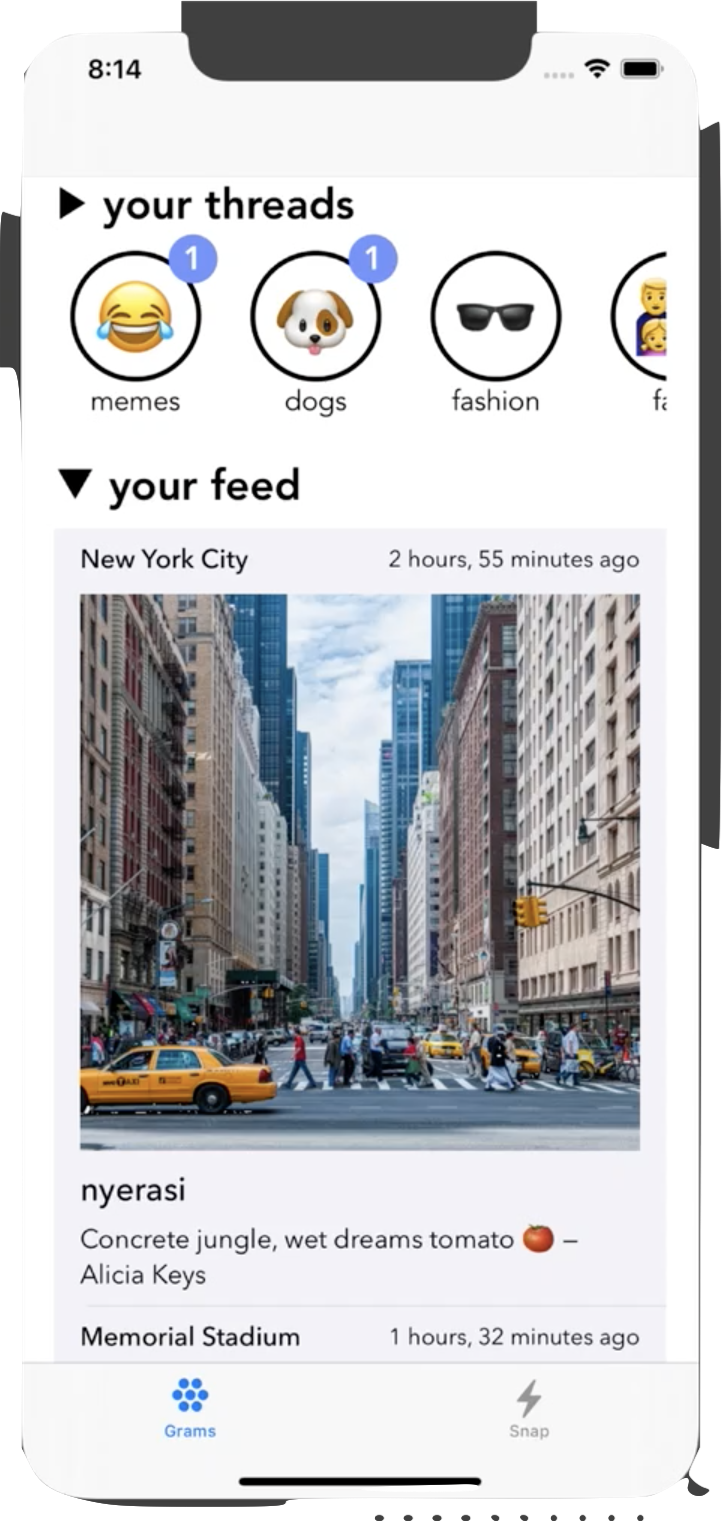 8:14
your threads
1
1
memes
dogs
fashion
fa
your feed
New York City
2 hours, 55 minutes ago
nyerasi
Concrete jungle, wet dreams tomato 🍅 –
Alicia Keys
Memorial Stadium
1 hours, 32 minutes ago
Grams
Snap